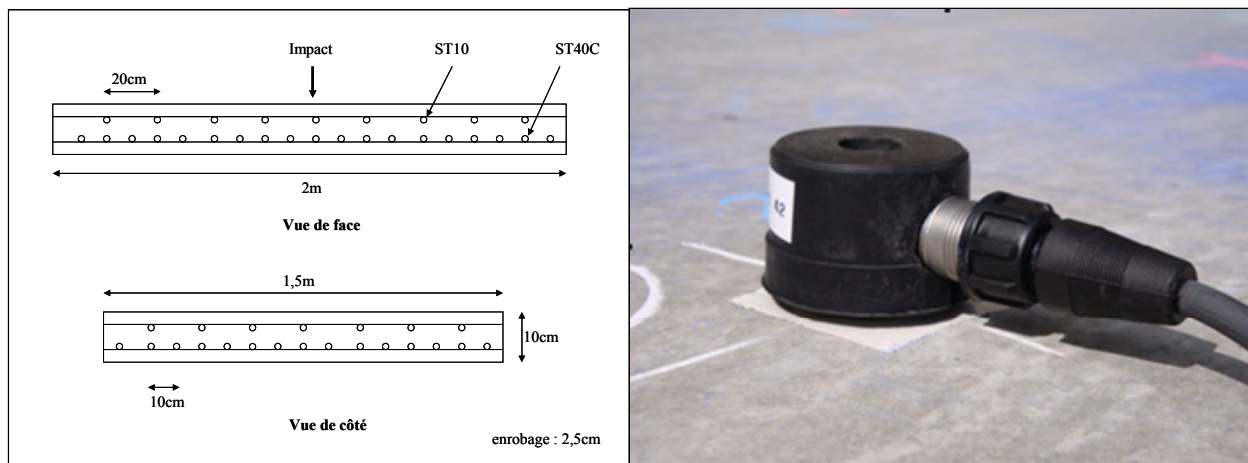 Impact
ST10
ST40C
20cm
2m
Vue de face
1,5m
10cm
10cm
Vue de côté
enrobage : 2,5cm
42